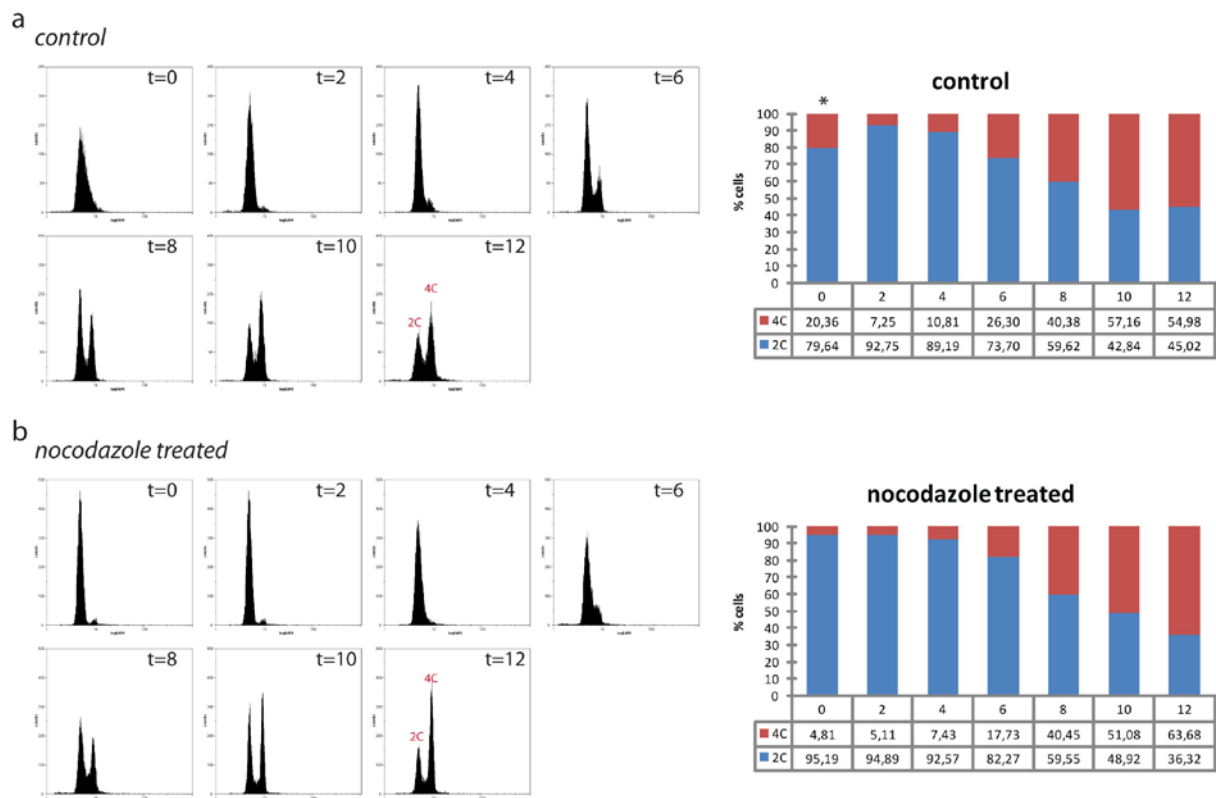 a
control
t=0
t=2
t=4
t=6
t=8
t=10
t=12
2C
4C
control
*
% cells
100
90
80
70
60
50
40
30
20
10
0
0 2 4 6 8 10 12
4C 20,36 7,25 10,81 26,30 40,38 57,16 54,98
2C 79,64 92,75 89,19 73,70 59,62 42,84 45,02
b
nocodazole treated
t=0
t=2
t=4
t=6
t=8
t=10
t=12
2C
4C
nocodazole treated
% cells
100
90
80
70
60
50
40
30
20
10
0
0 2 4 6 8 10 12
4C 4,81 5,11 7,43 17,73 40,45 51,08 63,68
2C 95,19 94,89 92,57 82,27 59,55 48,92 36,32